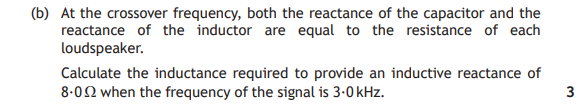 (b) At the crossover frequency, both the reactance of the capacitor and the
reactance of the inductor are equal to the resistance of each
loudspeaker.
Calculate the inductance required to provide an inductive reactance of
8·0 Ω when the frequency of the signal is 3·0 kHz. 3